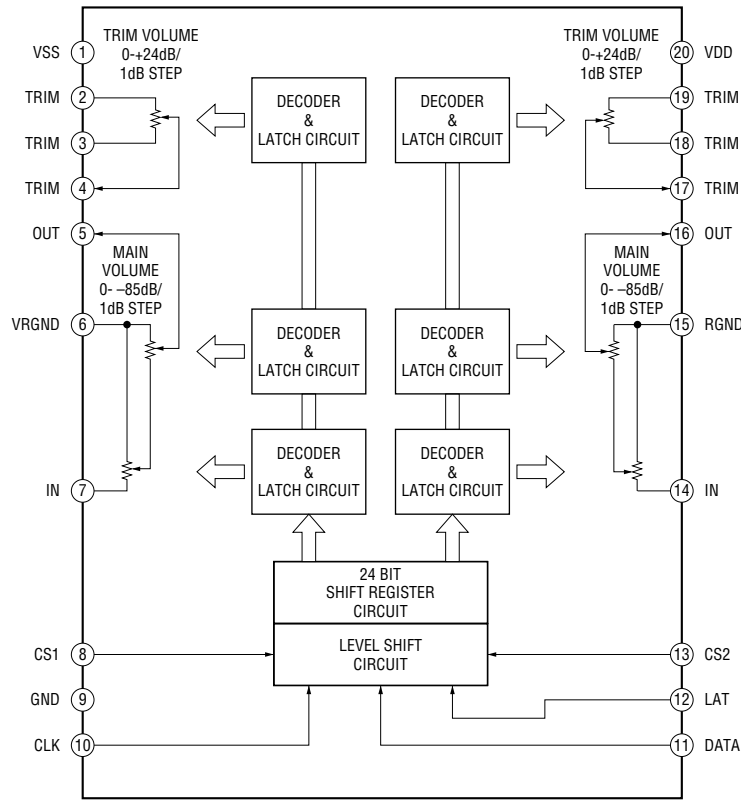 TRIM VOLUME
0-+24dB/
1dB STEP
TRIM VOLUME
0-+24dB/
1dB STEP
VSS 1
20 VDD
TRIM 2
19 TRIM
TRIM 3
18 TRIM
TRIM 4
17 TRIM
DECODER
&
LATCH CIRCUIT
DECODER
&
LATCH CIRCUIT
OUT 5
16 OUT
MAIN
VOLUME
0- –85dB/
1dB STEP
MAIN
VOLUME
0- –85dB/
1dB STEP
VRGND 6
15 RGND
DECODER
&
LATCH CIRCUIT
DECODER
&
LATCH CIRCUIT
IN 7
14 IN
DECODER
&
LATCH CIRCUIT
DECODER
&
LATCH CIRCUIT
24 BIT
SHIFT REGISTER
CIRCUIT
LEVEL SHIFT
CIRCUIT
CS1 8
13 CS2
GND 9
12 LAT
CLK 10
11 DATA